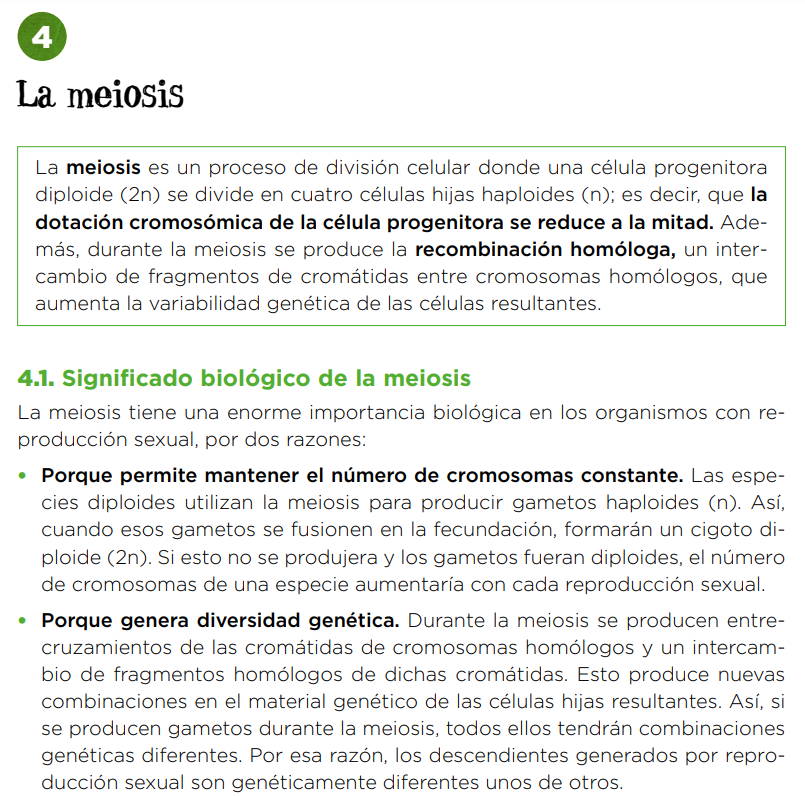 4
La meiosis
La meiosis es un proceso de división celular donde una célula progenitora
diploide (2n) se divide en cuatro células hijas haploides (n); es decir, que la
dotación cromosómica de la célula progenitora se reduce a la mitad. Ade-
más, durante la meiosis se produce la recombinación homóloga, un inter-
cambio de fragmentos de cromátidas entre cromosomas homólogos, que
aumenta la variabilidad genética de las células resultantes.
4.1. Significado biológico de la meiosis
La meiosis tiene una enorme importancia biológica en los organismos con re-
producción sexual, por dos razones:
• Porque permite mantener el número de cromosomas constante. Las espe-
cies diploides utilizan la meiosis para producir gametos haploides (n). Así,
cuando esos gametos se fusionen en la fecundación, formarán un cigoto di-
ploide (2n). Si esto no se produjera y los gametos fueran diploides, el número
de cromosomas de una especie aumentaría con cada reproducción sexual.
• Porque genera diversidad genética. Durante la meiosis se producen entre-
cruzamientos de las cromátidas de cromosomas homólogos y un intercam-
bio de fragmentos homólogos de dichas cromátidas. Esto produce nuevas
combinaciones en el material genético de las células hijas resultantes. Así, si
se producen gametos durante la meiosis, todos ellos tendrán combinaciones
genéticas diferentes. Por esa razón, los descendientes generados por repro-
ducción sexual son genéticamente diferentes unos de otros.